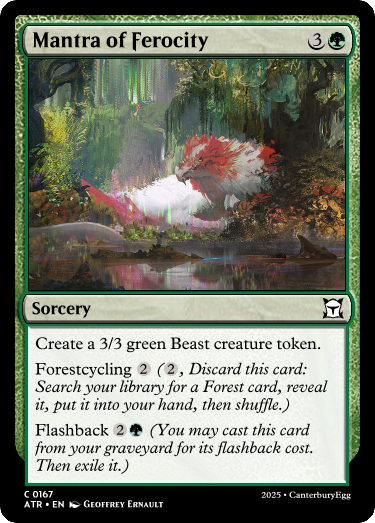 Mantra of Ferocity 3
Sorcery
Create a 3/3 green Beast creature token.
Forestcycling 2 (2, Discard this card:
Search your library for a Forest card, reveal
it, put it into your hand, then shuffle.)
Flashback 2 (You may cast this card
from your graveyard for its flashback cost.
Then exile it.)
C 0167
ATR • EN Geoffrey Ernault
2025 • CanterburyEgg